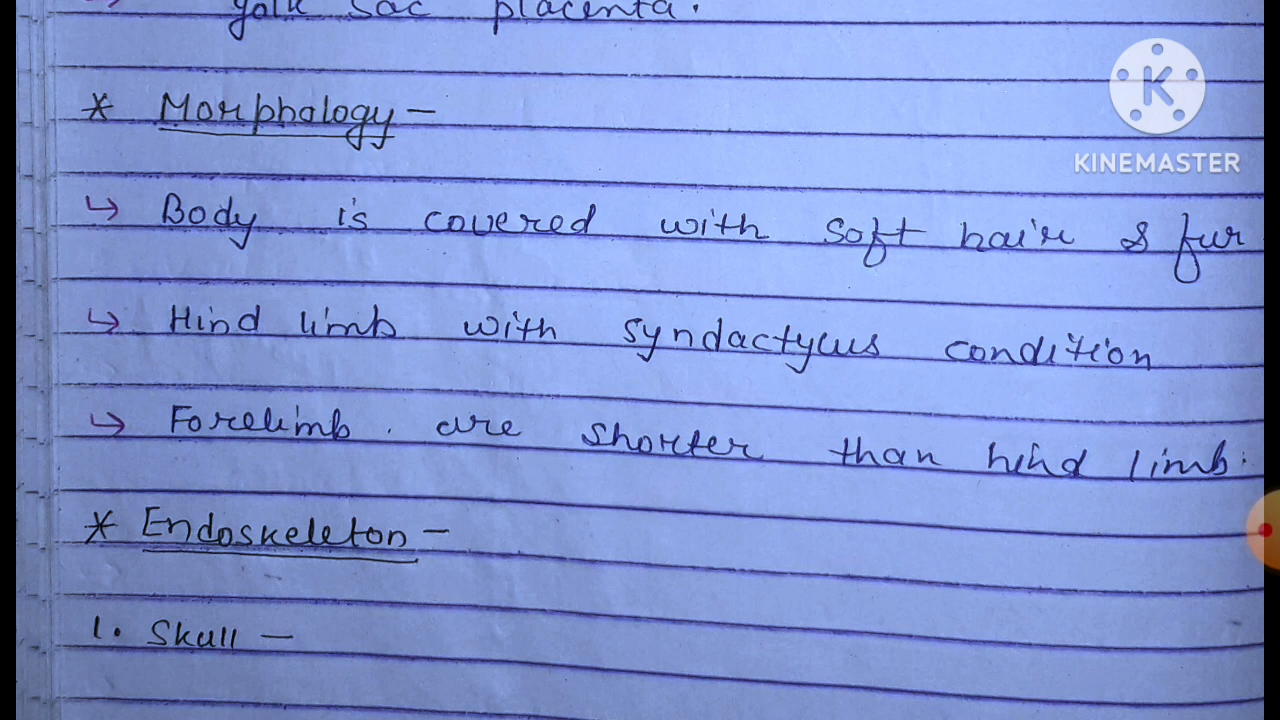 yolk sac placenta.
* Morphology -
K
KINEMASTER
↳ Body is covered with soft hair & fur
↳ Hind limb with syndactylus condition
↳ Forelimb. are shorter than hind limb.
* Endoskeleton -
1. Skull -